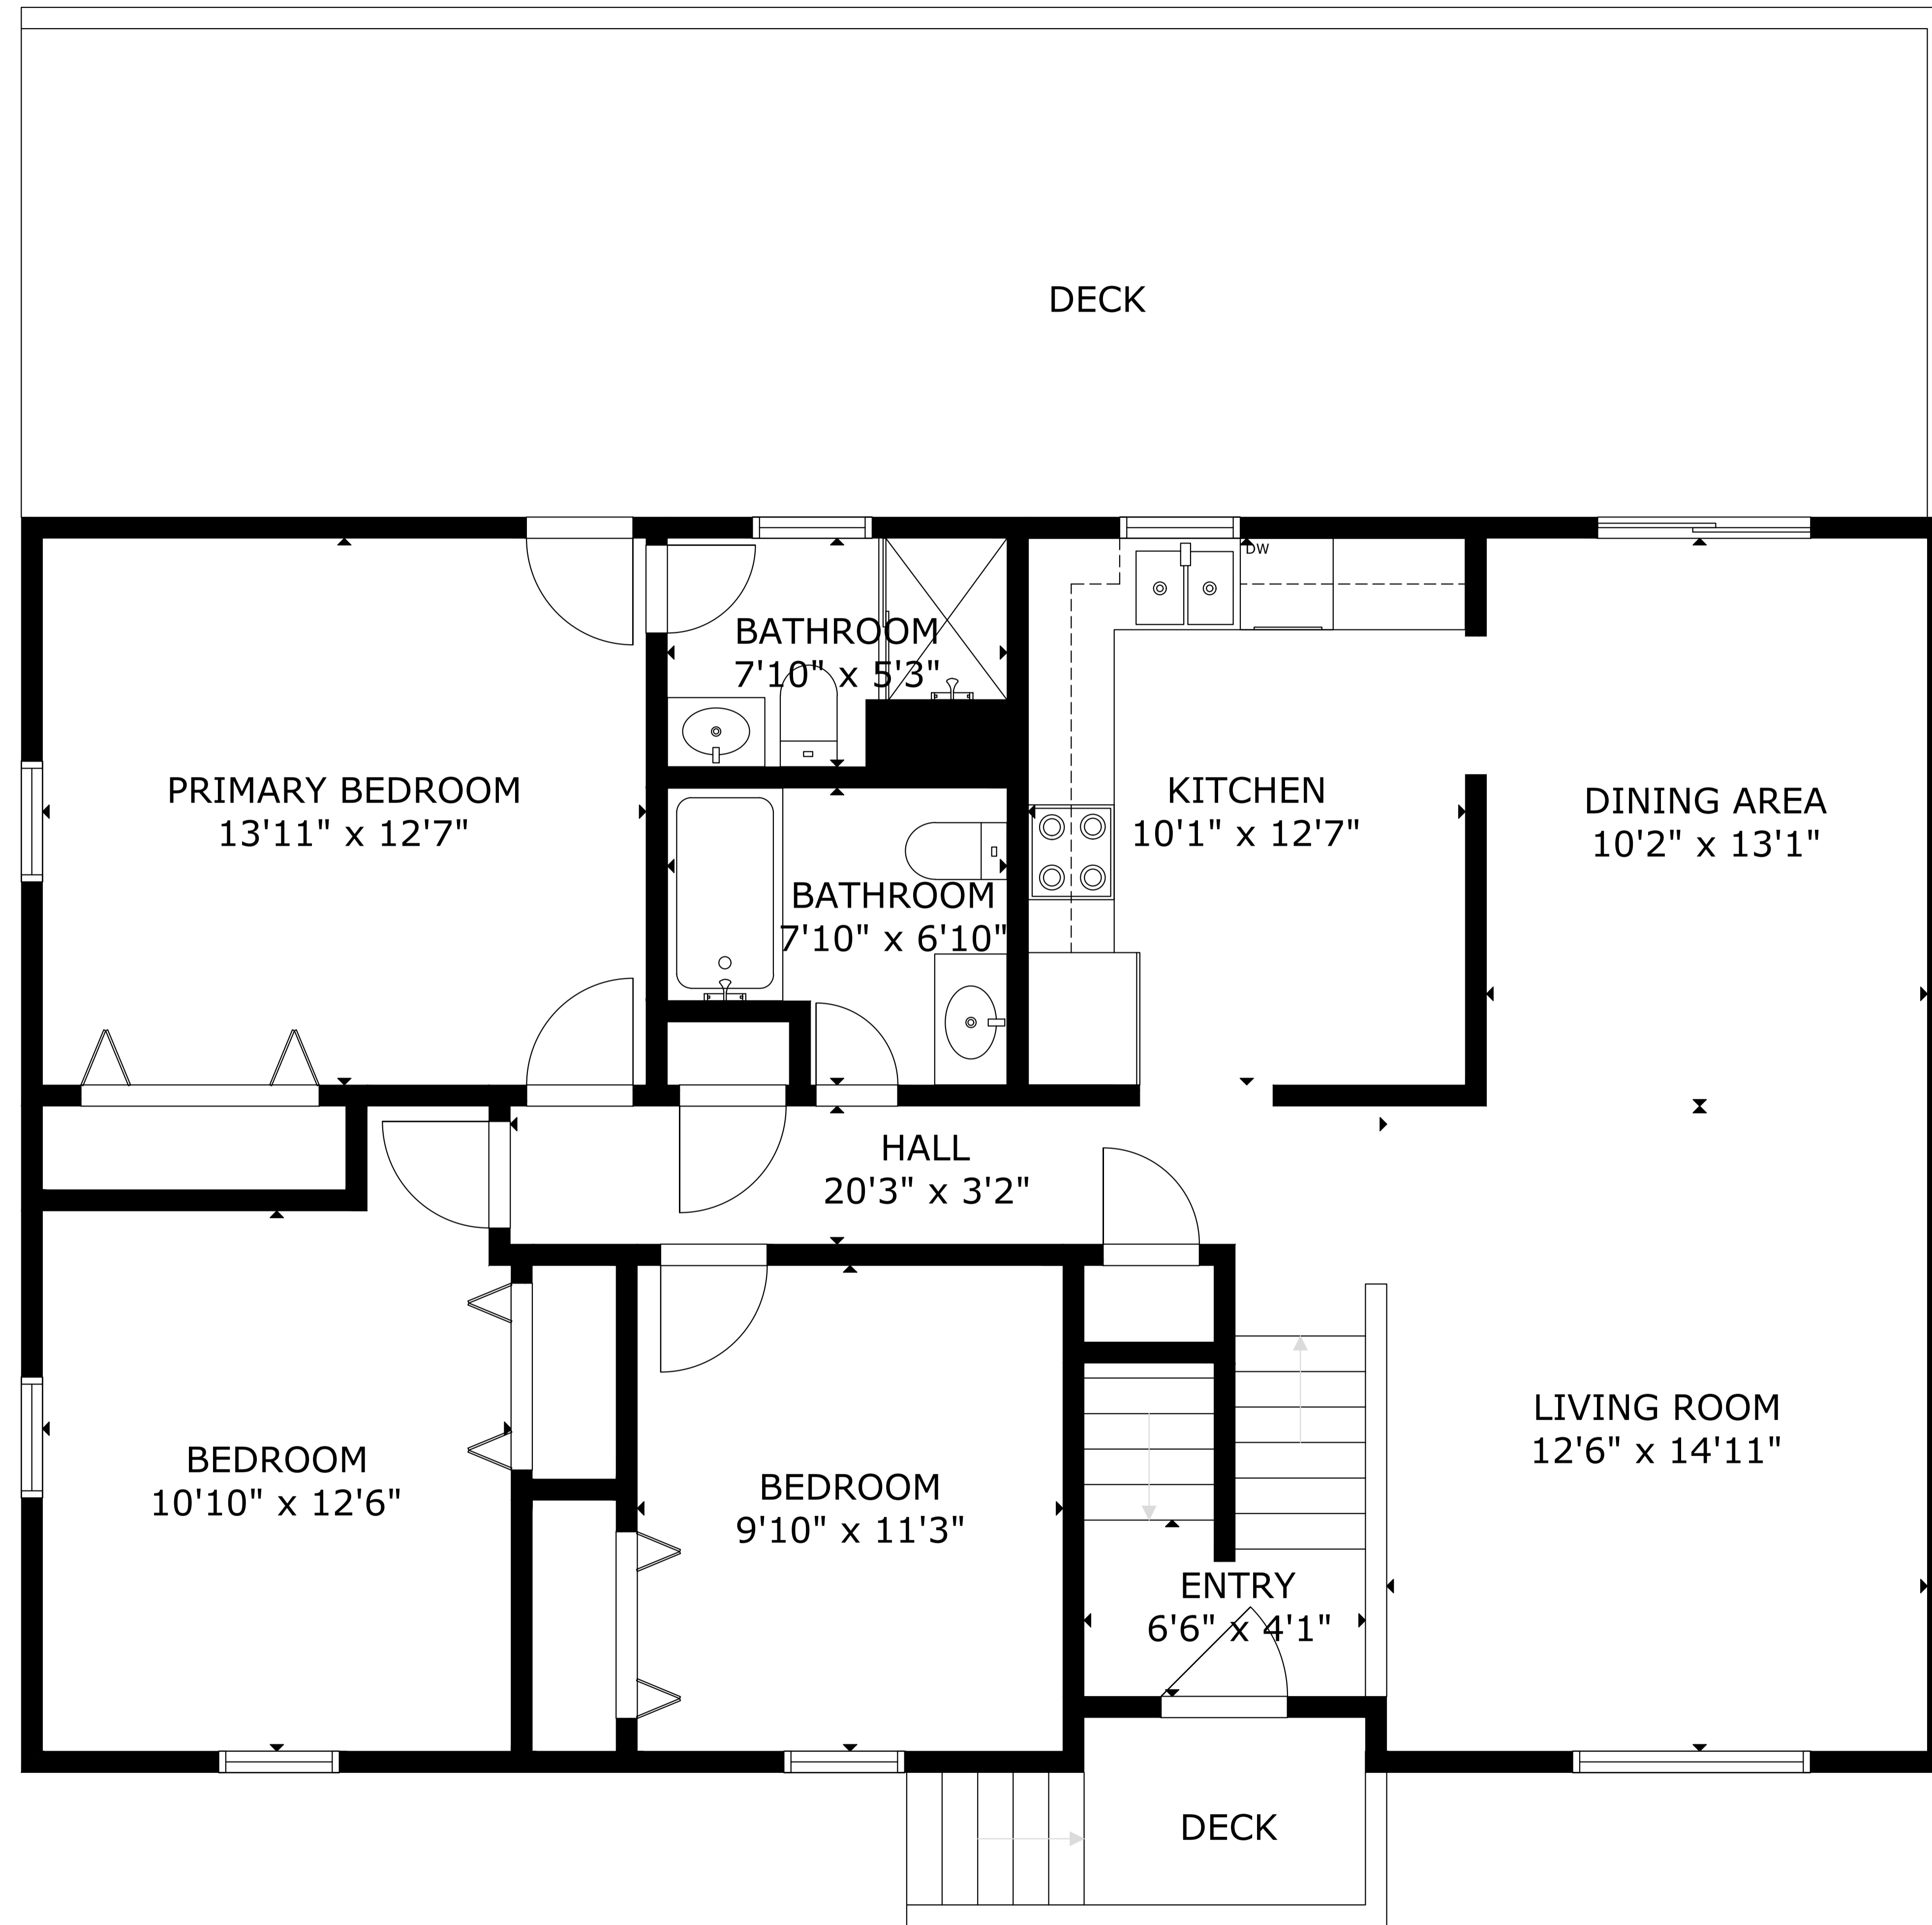 DECK
DW
BATHROOM
7'10" x 5'3"
PRIMARY BEDROOM
13'11" x 12'7"
KITCHEN
10'1" x 12'7"
DINING AREA
10'2" x 13'1"
BATHROOM
7'10" x 6'10"
HALL
20'3" x 3'2"
LIVING ROOM
12'6" x 14'11"
BEDROOM
10'10" x 12'6"
BEDROOM
9'10" x 11'3"
ENTRY
6'6" x 4'1"
DECK